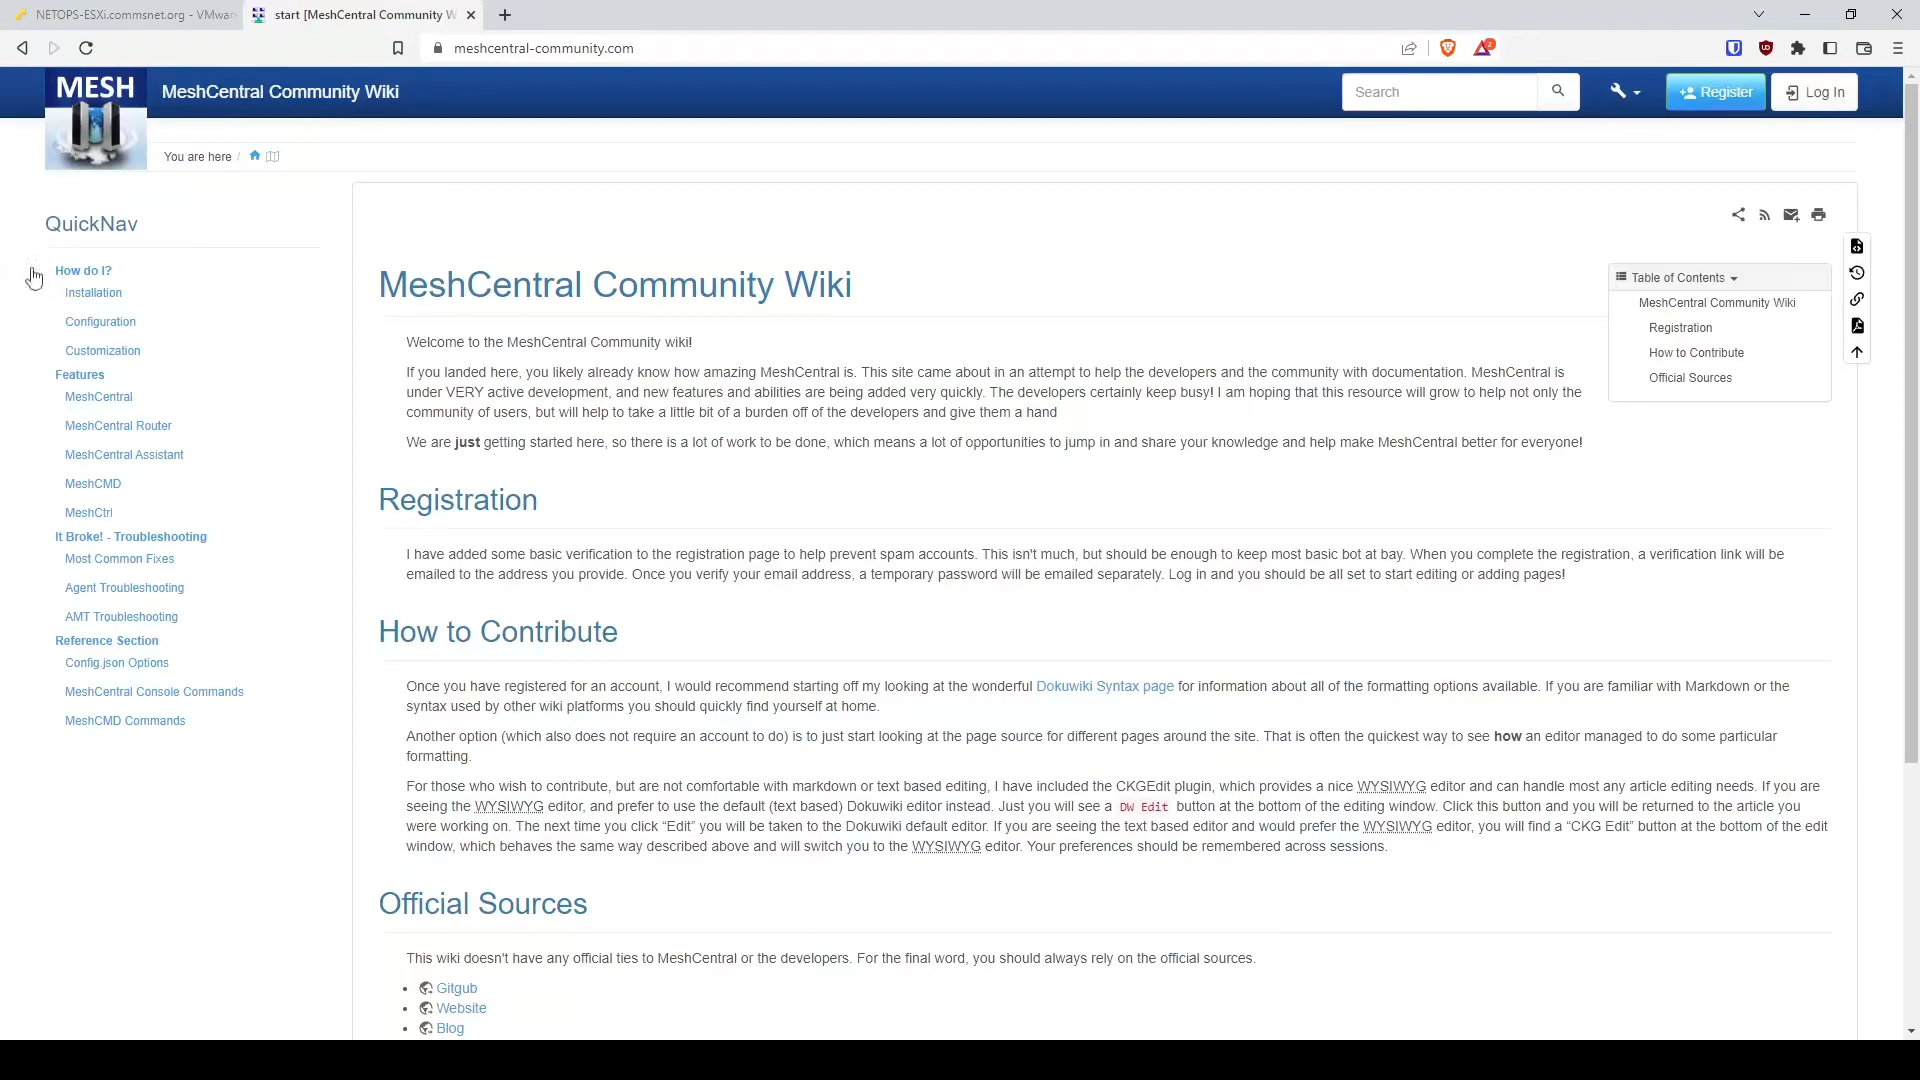 NETOPS-ESXi.commsnet.org - VMwar
start [MeshCentral Community W
meshcentral-community.com
2
MESH
MeshCentral Community Wiki
Search
Register
Log In
You are here /
QuickNav
How do I?
Installation
Configuration
Customization
Features
MeshCentral
MeshCentral Router
MeshCentral Assistant
MeshCMD
MeshCtrl
It Broke! - Troubleshooting
Most Common Fixes
Agent Troubleshooting
AMT Troubleshooting
Reference Section
Config.json Options
MeshCentral Console Commands
MeshCMD Commands
Table of Contents
MeshCentral Community Wiki
Registration
How to Contribute
Official Sources
MeshCentral Community Wiki
Welcome to the MeshCentral Community wiki!
If you landed here, you likely already know how amazing MeshCentral is. This site came about in an attempt to help the developers and the community with documentation. MeshCentral is
under VERY active development, and new features and abilities are being added very quickly. The developers certainly keep busy! I am hoping that this resource will grow to help not only the
community of users, but will help to take a little bit of a burden off of the developers and give them a hand
We are just getting started here, so there is a lot of work to be done, which means a lot of opportunities to jump in and share your knowledge and help make MeshCentral better for everyone!
Registration
I have added some basic verification to the registration page to help prevent spam accounts. This isn't much, but should be enough to keep most basic bot at bay. When you complete the registration, a verification link will be
emailed to the address you provide. Once you verify your email address, a temporary password will be emailed separately. Log in and you should be all set to start editing or adding pages!
How to Contribute
Once you have registered for an account, I would recommend starting off my looking at the wonderful Dokuwiki Syntax page for information about all of the formatting options available. If you are familiar with Markdown or the
syntax used by other wiki platforms you should quickly find yourself at home.
Another option (which also does not require an account to do) is to just start looking at the page source for different pages around the site. That is often the quickest way to see how an editor managed to do some particular
formatting.
For those who wish to contribute, but are not comfortable with markdown or text based editing, I have included the CKGEdit plugin, which provides a nice WYSIWYG editor and can handle most any article editing needs. If you are
seeing the WYSIWYG editor, and prefer to use the default (text based) Dokuwiki editor instead. Just you will see a DW Edit button at the bottom of the editing window. Click this button and you will be returned to the article you
were working on. The next time you click “Edit” you will be taken to the Dokuwiki default editor. If you are seeing the text based editor and would prefer the WYSIWYG editor, you will find a “CKG Edit” button at the bottom of the edit
window, which behaves the same way described above and will switch you to the WYSIWYG editor. Your preferences should be remembered across sessions.
Official Sources
This wiki doesn't have any official ties to MeshCentral or the developers. For the final word, you should always rely on the official sources.
Gitgub
Website
Blog